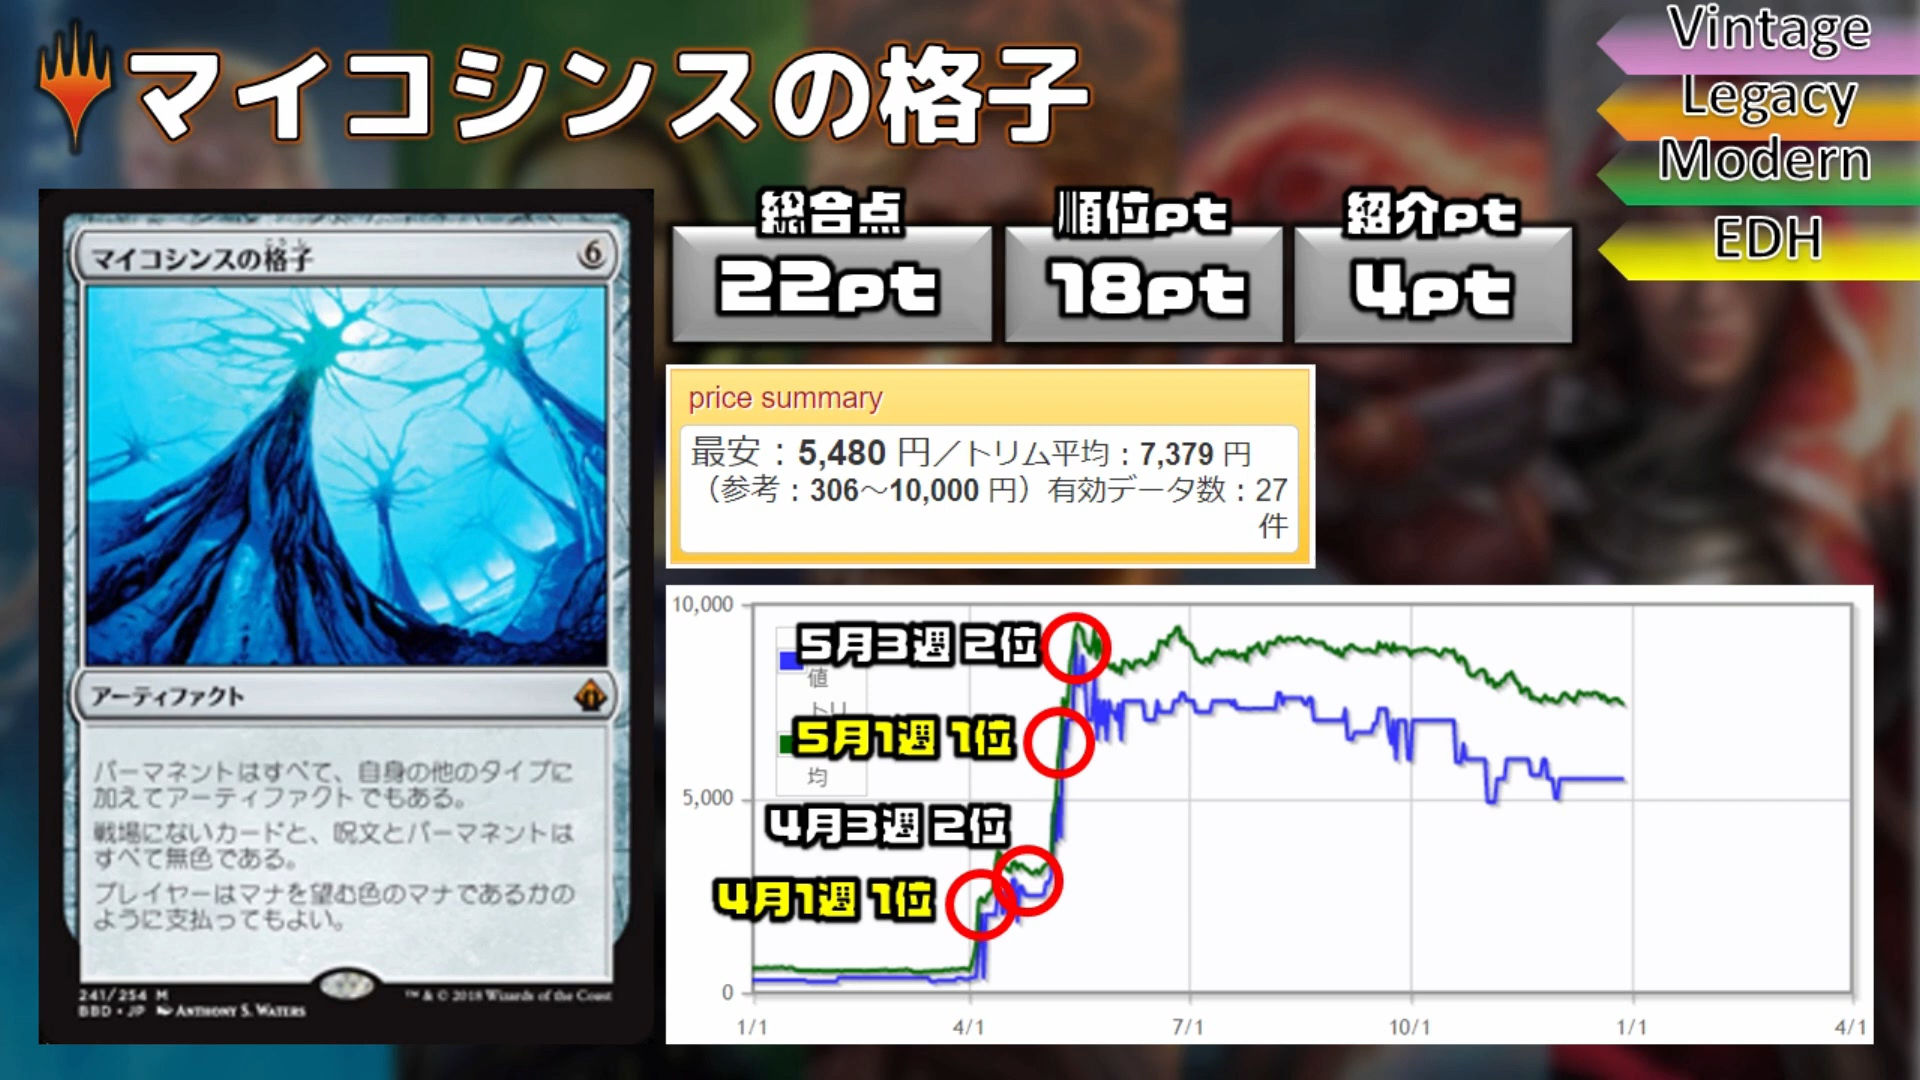 マイコシンスの格子
Vintage
Legacy
Modern
EDH
総合点
22pt
順位pt
18pt
紹介pt
4pt
マイコシンスの格子 6
こうし
アーティファクト
パーマネントはすべて、自身の他のタイプに
加えてアーティファクトでもある。
戦場にないカードと、呪文とパーマネントは
すべて無色である。
プレイヤーはマナを望む色のマナであるかの
ように支払ってもよい。
241/254 M
BBD • JP Anthony S. Waters
™ & © 2018 Wizards of the Coast
price summary
最安：5,480 円／トリム平均：7,379 円
（参考：306～10,000 円）有効データ数：27
件
10,000
5,000
0
5月3週 2位
値
トリ
5月1週 1位
均
4月3週 2位
4月1週 1位
1/1 4/1 7/1 10/1 1/1 4/1